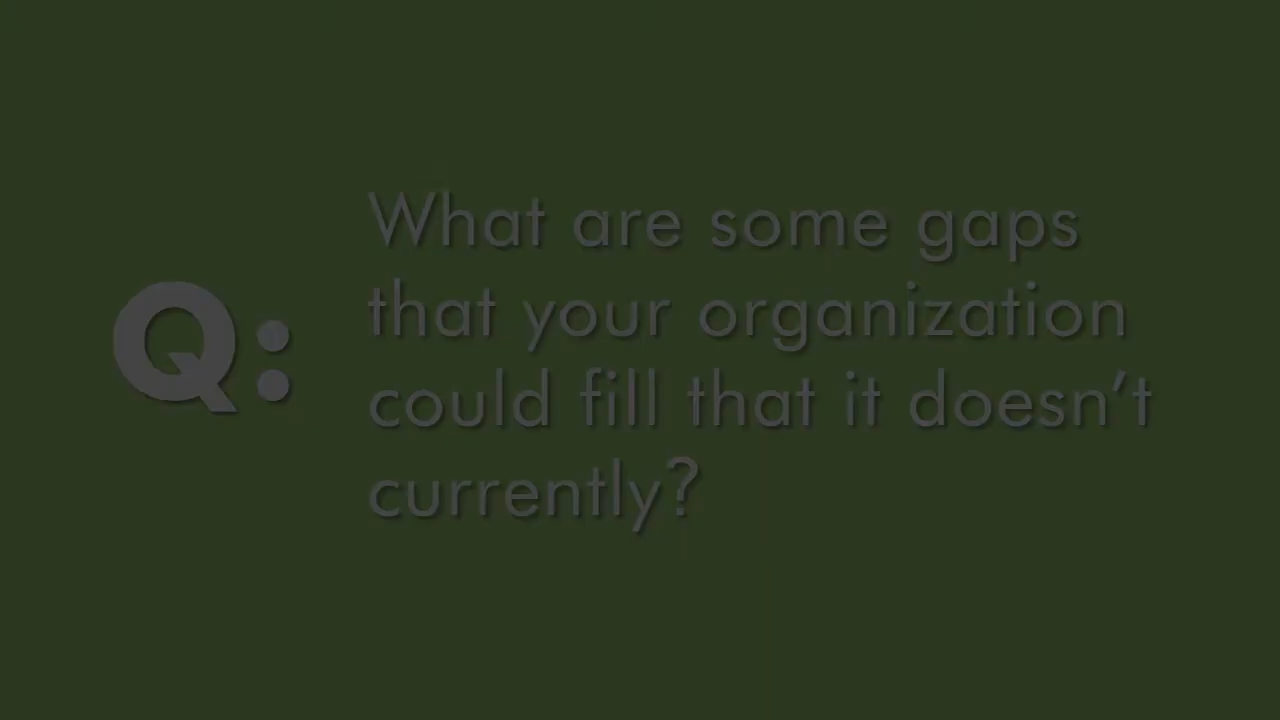 Q:
What are some gaps
that your organization
could fill that it doesn’t
currently?